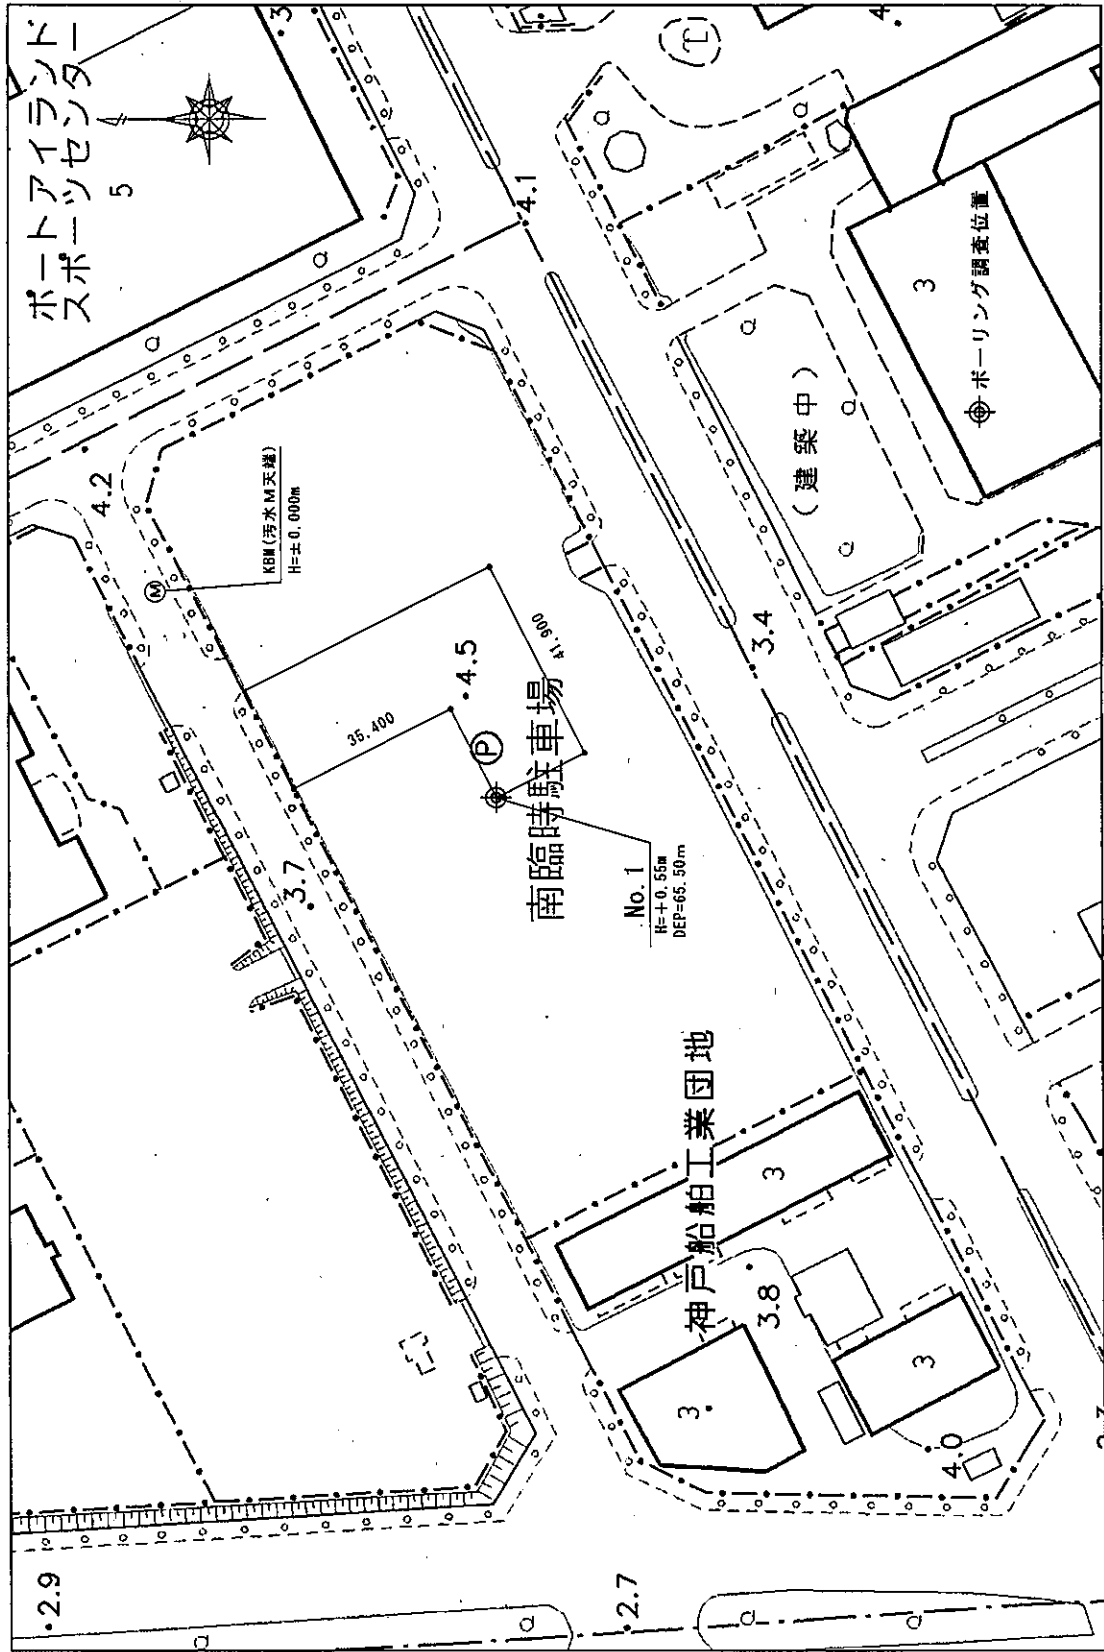 ポートアイランド
スポーツセンター
5
3
4
4.1
4.2
KBM(汚水M天端)
H=±0.000m
M
3
ボーリング調査位置
(建築中)
3.4
4.5
41.900
35.400
P
南臨時駐車場
No.1
H=+0.55m
DEP=65.50m
3.7
神戸船舶工業団地
3
3.8
3
3
4.0
2.9
2.7